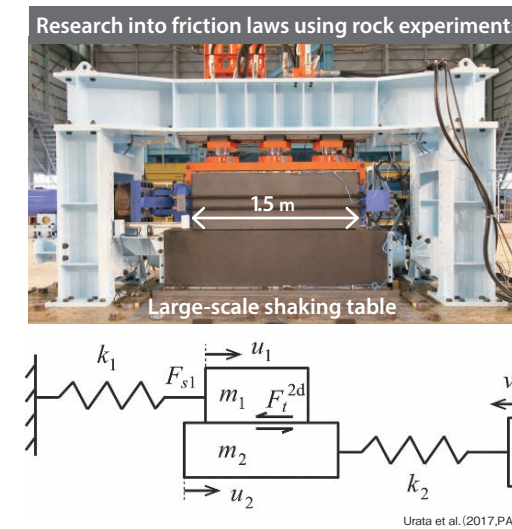 Research into friction laws using rock experiment
1.5 m
Large-scale shaking table
k₁
u₁
Fₛ₁
m₁
Fₜ²ᵈ
m₂
k₂
u₂
Urata et al.(2017,PA